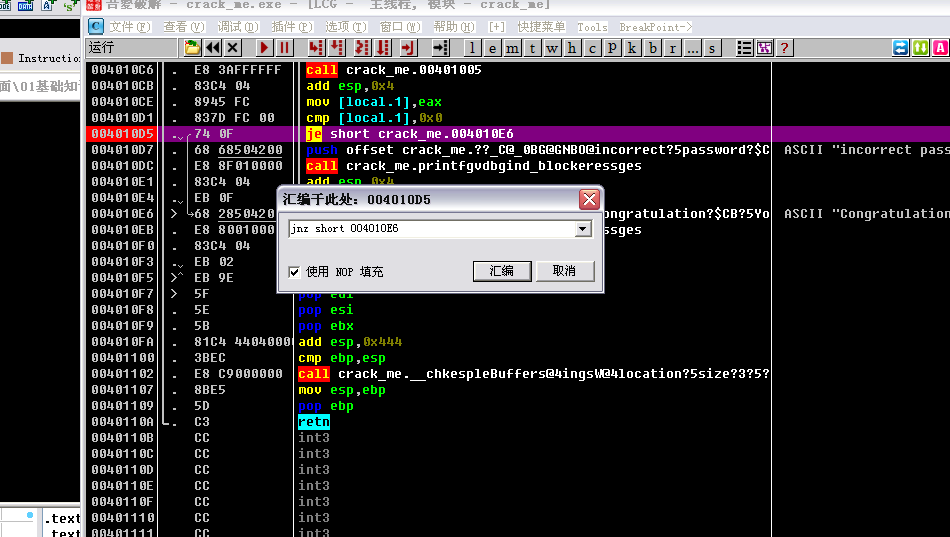 吾爱破解 - crack_me.exe - [LCG - 主线程, 模块 - crack_me]
文件(F) 查看(V) 调试(D) 插件(P) 选项(T) 窗口(W) 帮助(H) [+] 快捷菜单 Tools BreakPoint->
运行 l e m t w h c p k b r ... s ?
Instruction
面\01基础知
004010C6 . E8 3AFFFFFF call crack_me.00401005
004010CB . 83C4 04 add esp,0x4
004010CE . 8945 FC mov [local.1],eax
004010D1 . 837D FC 00 cmp [local.1],0x0
004010D5 . 74 0F je short crack_me.004010E6
004010D7 . 68 68504200 push offset crack_me.??_C@_0BG@GNBO@incorrect?5password?$C ASCII "incorrect pass
004010DC . E8 8F010000 call crack_me.printfgvdbgind_blockeressges
004010E1 . 83C4 04 add esp,0x4
004010E4 . EB 0F
004010E6 > 68 28504200 ongratulation?$CB?5Yo ASCII "Congratulation
004010EB . E8 80010000 ssges
004010F0 . 83C4 04
004010F3 . EB 02
004010F5 >^ EB 9E
004010F7 > 5F pop edi
004010F8 . 5E pop esi
004010F9 . 5B pop ebx
004010FA . 81C4 44040000 add esp,0x444
00401100 . 3BEC cmp ebp,esp
00401102 . E8 C9000000 call crack_me.__chkespleBuffers@4ingsW@4location?5size?3?5?
00401107 . 8BE5 mov esp,ebp
00401109 . 5D pop ebp
0040110A . C3 retn
0040110B CC int3
0040110C CC int3
0040110D CC int3
0040110E CC int3
0040110F CC int3
00401110 CC int3
00401111 CC int3
汇编于此处: 004010D5
jnz short 004010E6
使用 NOP 填充
汇编
取消
.text
.text